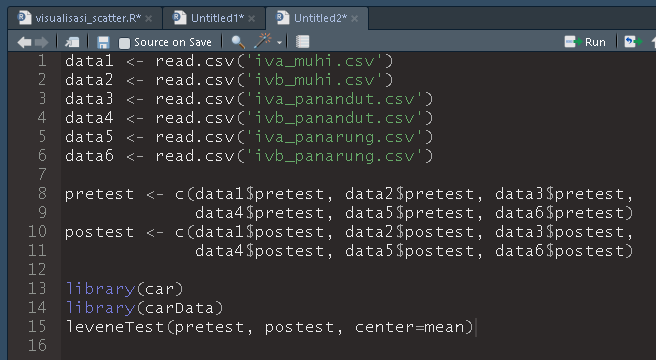 visualisasi_scatter.R* × Untitled1* × Untitled2* ×
Source on Save Run
1 data1 <- read.csv('iva_muhi.csv')
2 data2 <- read.csv('ivb_muhi.csv')
3 data3 <- read.csv('iva_panandut.csv')
4 data4 <- read.csv('ivb_panandut.csv')
5 data5 <- read.csv('iva_panarung.csv')
6 data6 <- read.csv('ivb_panarung.csv')
7
8 pretest <- c(data1$pretest, data2$pretest, data3$pretest,
9 data4$pretest, data5$pretest, data6$pretest)
10 postest <- c(data1$postest, data2$postest, data3$postest,
11 data4$postest, data5$postest, data6$postest)
12
13 library(car)
14 library(carData)
15 leveneTest(pretest, postest, center=mean)
16